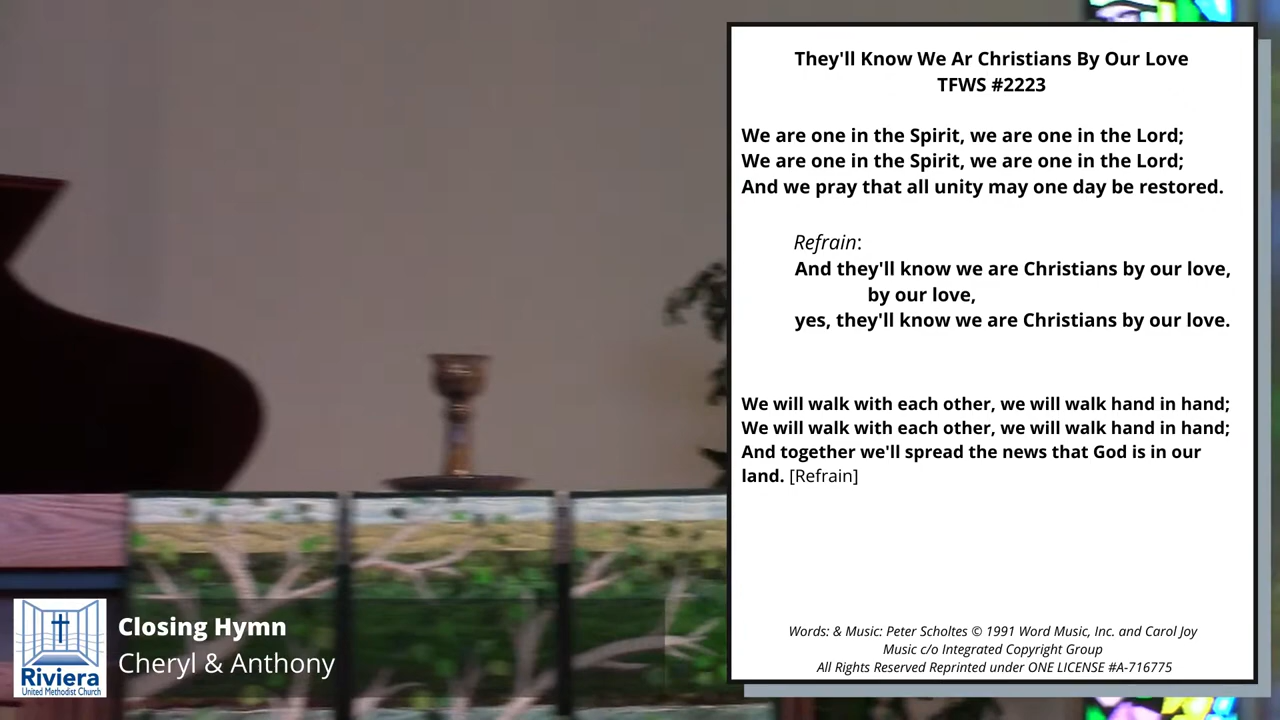 They'll Know We Ar Christians By Our Love
TFWS #2223
We are one in the Spirit, we are one in the Lord;
We are one in the Spirit, we are one in the Lord;
And we pray that all unity may one day be restored.
Refrain:
And they'll know we are Christians by our love,
by our love,
yes, they'll know we are Christians by our love.
We will walk with each other, we will walk hand in hand;
We will walk with each other, we will walk hand in hand;
And together we'll spread the news that God is in our
land. [Refrain]
Words: & Music: Peter Scholtes © 1991 Word Music, Inc. and Carol Joy
Music c/o Integrated Copyright Group
All Rights Reserved Reprinted under ONE LICENSE #A-716775
Closing Hymn
Cheryl & Anthony
Riviera
United Methodist Church